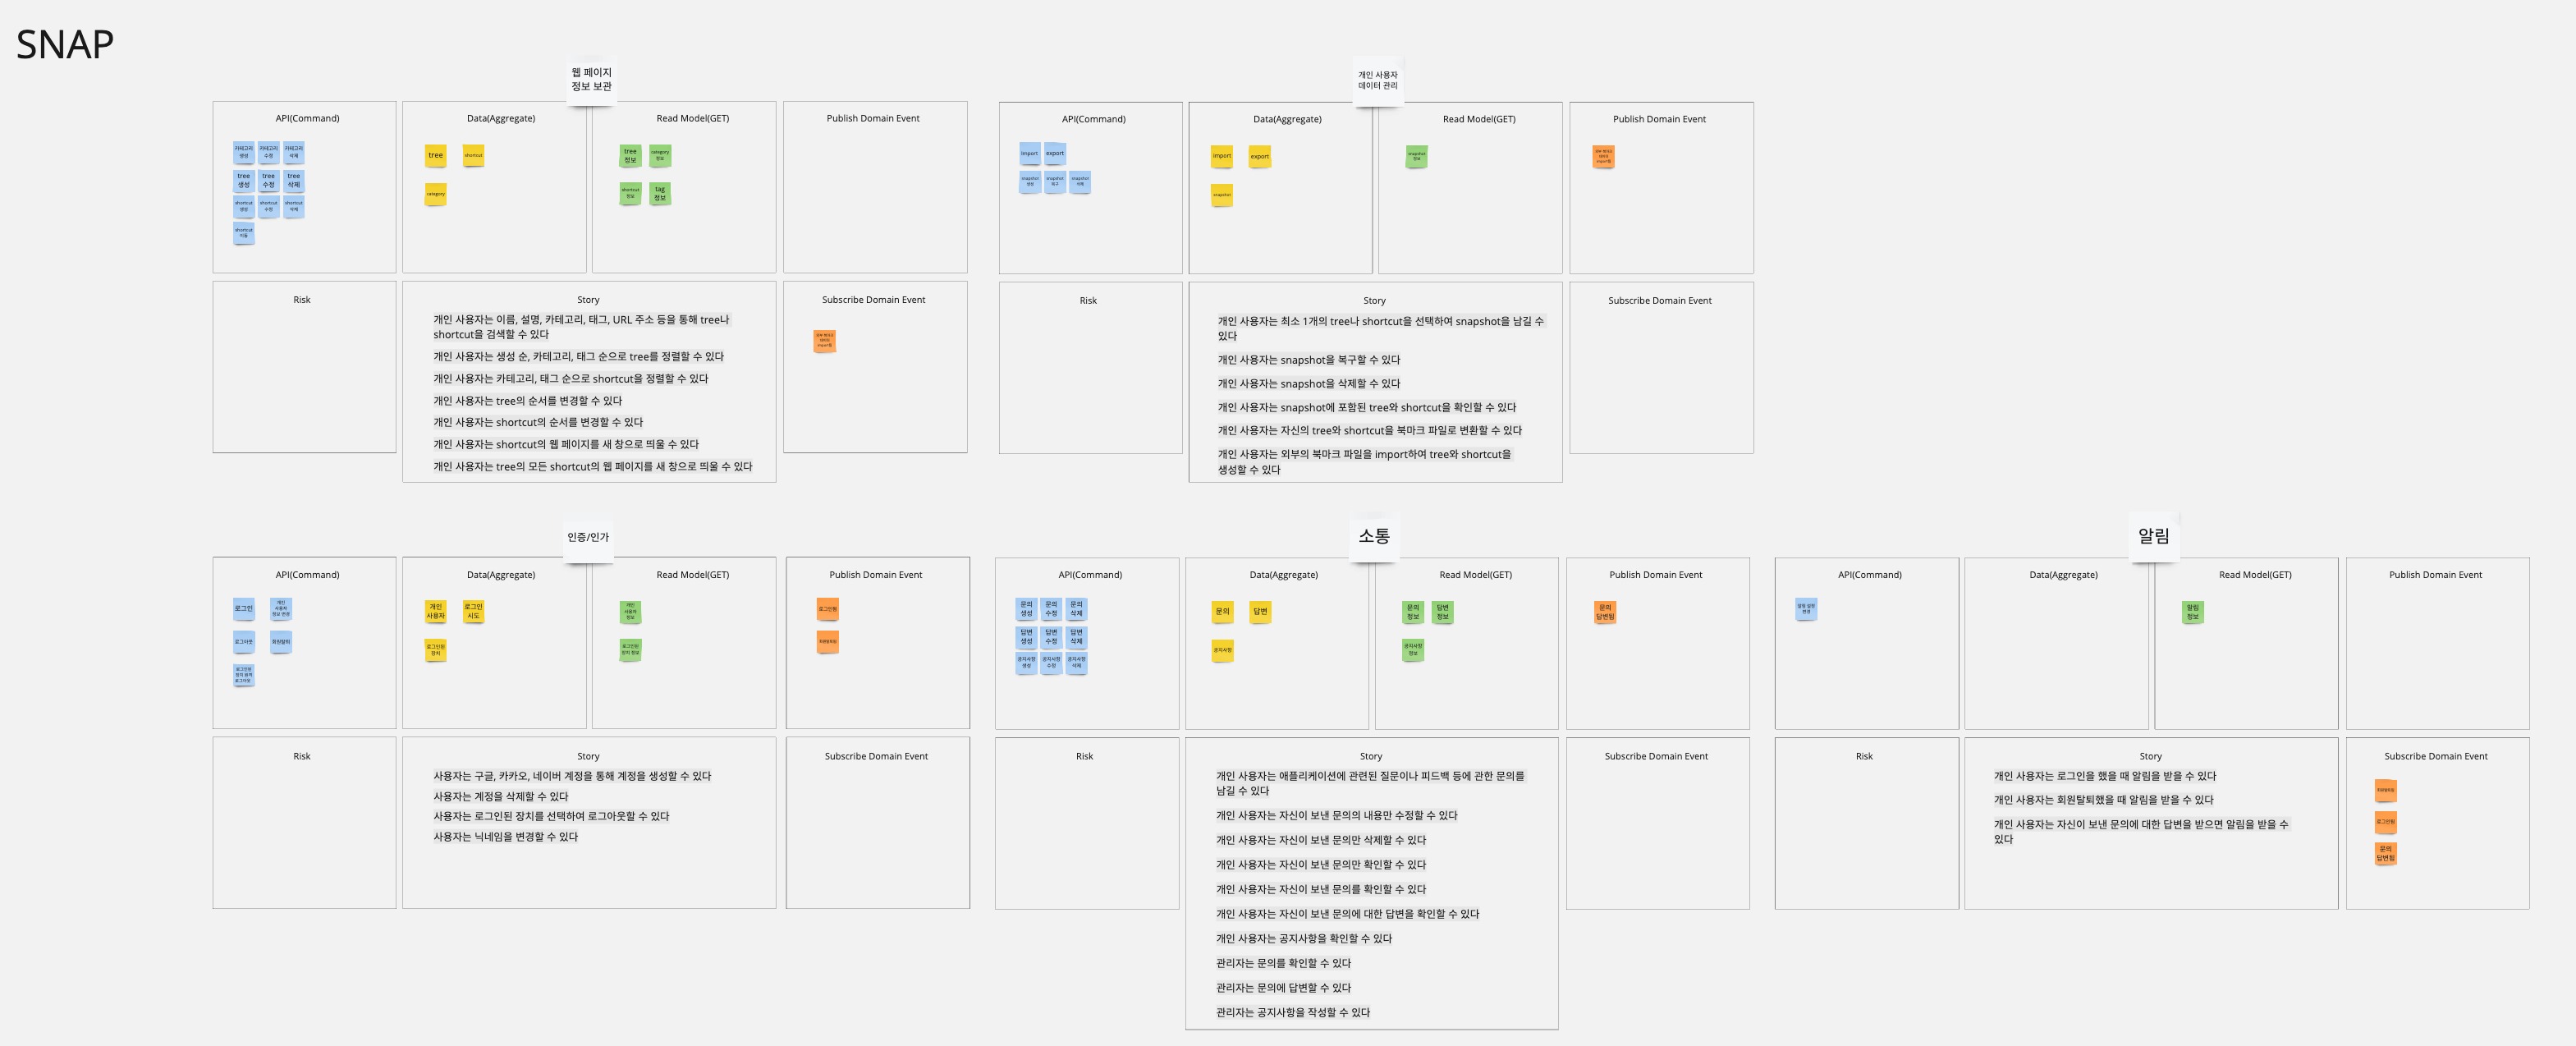 SNAP
웹 페이지
정보 보관
API(Command)
카테고리
생성
카테고리
수정
카테고리
삭제
tree
생성
tree
수정
tree
삭제
shortcut
생성
shortcut
수정
shortcut
삭제
shortcut
이동
Data(Aggregate)
tree
shortcut
category
Read Model(GET)
tree
정보
category
정보
shortcut
정보
tag
정보
Publish Domain Event
Risk
Story
개인 사용자는 이름, 설명, 카테고리, 태그, URL 주소 등을 통해 tree나
shortcut을 검색할 수 있다
개인 사용자는 생성 순, 카테고리, 태그 순으로 tree를 정렬할 수 있다
개인 사용자는 카테고리, 태그 순으로 shortcut을 정렬할 수 있다
개인 사용자는 tree의 순서를 변경할 수 있다
개인 사용자는 shortcut의 순서를 변경할 수 있다
개인 사용자는 shortcut의 웹 페이지를 새 창으로 띄울 수 있다
개인 사용자는 tree의 모든 shortcut의 웹 페이지를 새 창으로 띄울 수 있다
Subscribe Domain Event
개인 사용자
데이터 관리
API(Command)
import
export
snapshot
생성
snapshot
복구
snapshot
삭제
Data(Aggregate)
import
export
snapshot
Read Model(GET)
snapshot
정보
Publish Domain Event
Risk
Story
개인 사용자는 최소 1개의 tree나 shortcut을 선택하여 snapshot을 남길 수
있다
개인 사용자는 snapshot을 복구할 수 있다
개인 사용자는 snapshot을 삭제할 수 있다
개인 사용자는 snapshot에 포함된 tree와 shortcut을 확인할 수 있다
개인 사용자는 자신의 tree와 shortcut을 북마크 파일로 변환할 수 있다
개인 사용자는 외부의 북마크 파일을 import하여 tree와 shortcut을
생성할 수 있다
Subscribe Domain Event
인증/인가
API(Command)
로그인
개인
사용자
정보 변경
로그아웃
회원탈퇴
로그인된
장치 원격
로그아웃
Data(Aggregate)
개인
사용자
로그인
시도
로그인된
장치
Read Model(GET)
개인
사용자
정보
로그인된
장치 정보
Publish Domain Event
로그인됨
회원탈퇴됨
Risk
Story
사용자는 구글, 카카오, 네이버 계정을 통해 계정을 생성할 수 있다
사용자는 계정을 삭제할 수 있다
사용자는 로그인된 장치를 선택하여 로그아웃할 수 있다
사용자는 닉네임을 변경할 수 있다
Subscribe Domain Event
소통
API(Command)
문의
생성
문의
수정
문의
삭제
답변
생성
답변
수정
답변
삭제
공지사항
생성
공지사항
수정
공지사항
삭제
Data(Aggregate)
문의
답변
공지사항
Read Model(GET)
문의
정보
답변
정보
공지사항
정보
Publish Domain Event
문의
답변됨
Risk
Story
개인 사용자는 애플리케이션에 관련된 질문이나 피드백 등에 관한 문의를
남길 수 있다
개인 사용자는 자신이 보낸 문의의 내용만 수정할 수 있다
개인 사용자는 자신이 보낸 문의만 삭제할 수 있다
개인 사용자는 자신이 보낸 문의만 확인할 수 있다
개인 사용자는 자신이 보낸 문의를 확인할 수 있다
개인 사용자는 자신이 보낸 문의에 대한 답변을 확인할 수 있다
개인 사용자는 공지사항을 확인할 수 있다
관리자는 문의를 확인할 수 있다
관리자는 문의에 답변할 수 있다
관리자는 공지사항을 작성할 수 있다
Subscribe Domain Event
알림
API(Command)
알림 설정
변경
Data(Aggregate)
Read Model(GET)
알림
정보
Publish Domain Event
Risk
Story
개인 사용자는 로그인을 했을 때 알림을 받을 수 있다
개인 사용자는 회원탈퇴했을 때 알림을 받을 수 있다
개인 사용자는 자신이 보낸 문의에 대한 답변을 받으면 알림을 받을 수
있다
Subscribe Domain Event
회원탈퇴됨
로그인됨
문의
답변됨